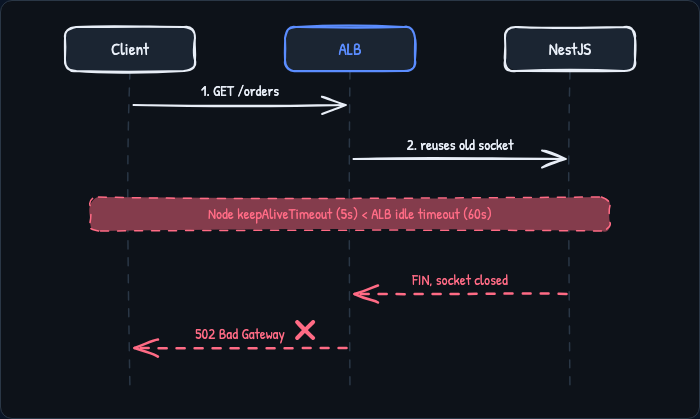 Client
ALB
NestJS
1. GET /orders
2. reuses old socket
Node keepAliveTimeout (5s) < ALB idle timeout (60s)
FIN, socket closed
502 Bad Gateway